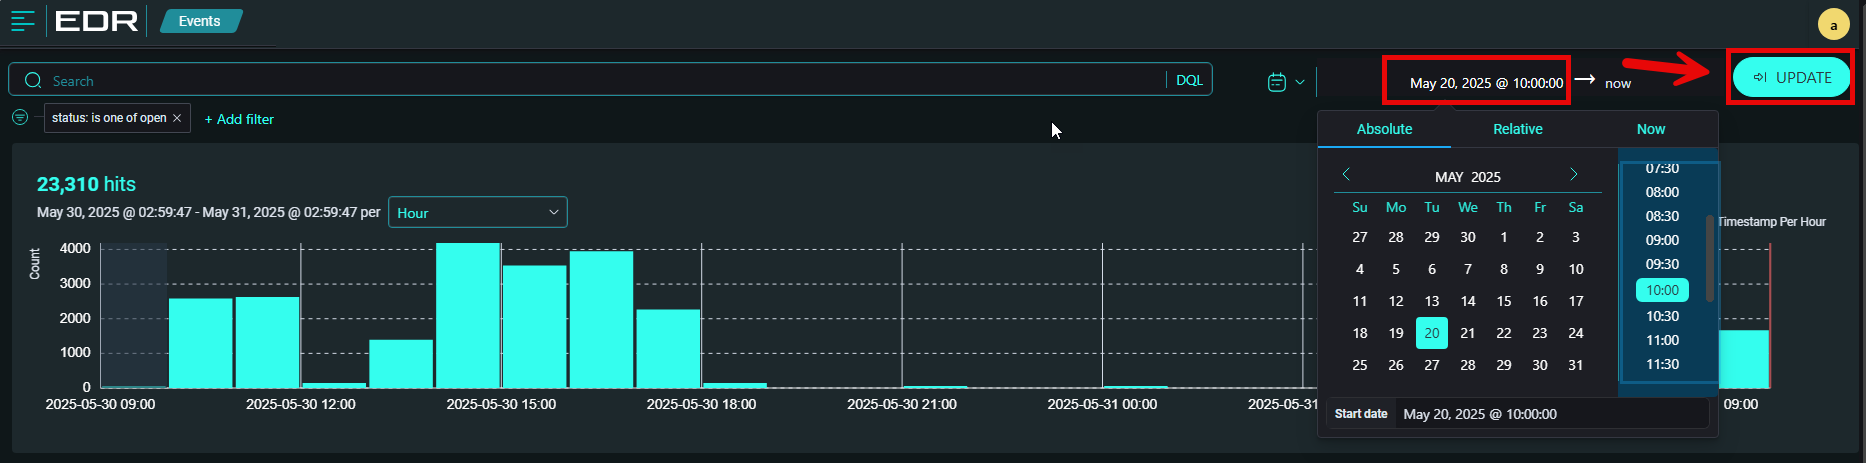 EDR
Events
a
Search
DQL
May 20, 2025 @ 10:00:00
now
UPDATE
status: is one of open
+ Add filter
Absolute
Relative
Now
MAY 2025
Su Mo Tu We Th Fr Sa
27 28 29 30 1 2 3
4 5 6 7 8 9 10
11 12 13 14 15 16 17
18 19 20 21 22 23 24
25 26 27 28 29 30 31
07:30
08:00
08:30
09:00
09:30
10:00
10:30
11:00
11:30
Start date
May 20, 2025 @ 10:00:00
23,310 hits
May 30, 2025 @ 02:59:47 - May 31, 2025 @ 02:59:47 per
Hour
Timestamp Per Hour
Count
4000
3000
2000
1000
0
2025-05-30 09:00
2025-05-30 12:00
2025-05-30 15:00
2025-05-30 18:00
2025-05-30 21:00
2025-05-31 00:00
2025-05-31
09:00